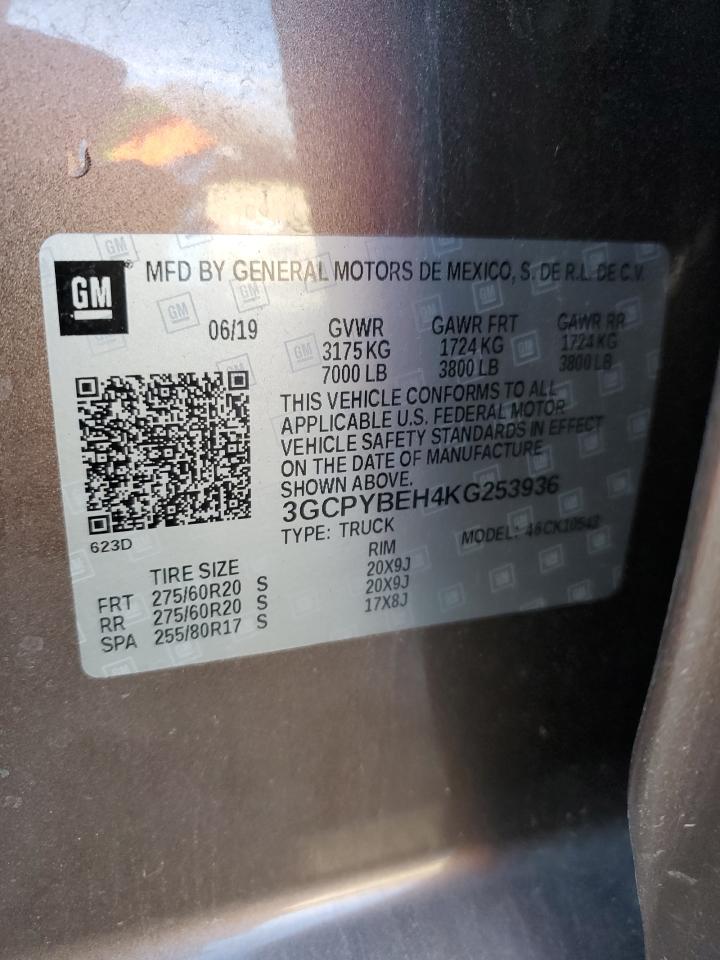 GM
MFD BY GENERAL MOTORS DE MEXICO, S. DE R.L. DE C.V.
06/19 GVWR GAWR FRT GAWR RR
3175 KG 1724 KG 1724 KG
7000 LB 3800 LB 3800 LB
THIS VEHICLE CONFORMS TO ALL
APPLICABLE U.S. FEDERAL MOTOR
VEHICLE SAFETY STANDARDS IN EFFECT
ON THE DATE OF MANUFACTURE
SHOWN ABOVE.
3GCPYBEH4KG253936
TYPE: TRUCK MODEL:
623D
TIRE SIZE RIM
FRT 275/60R20 S 20X9J
RR 275/60R20 S 20X9J
SPA 255/80R17 S 17X8J